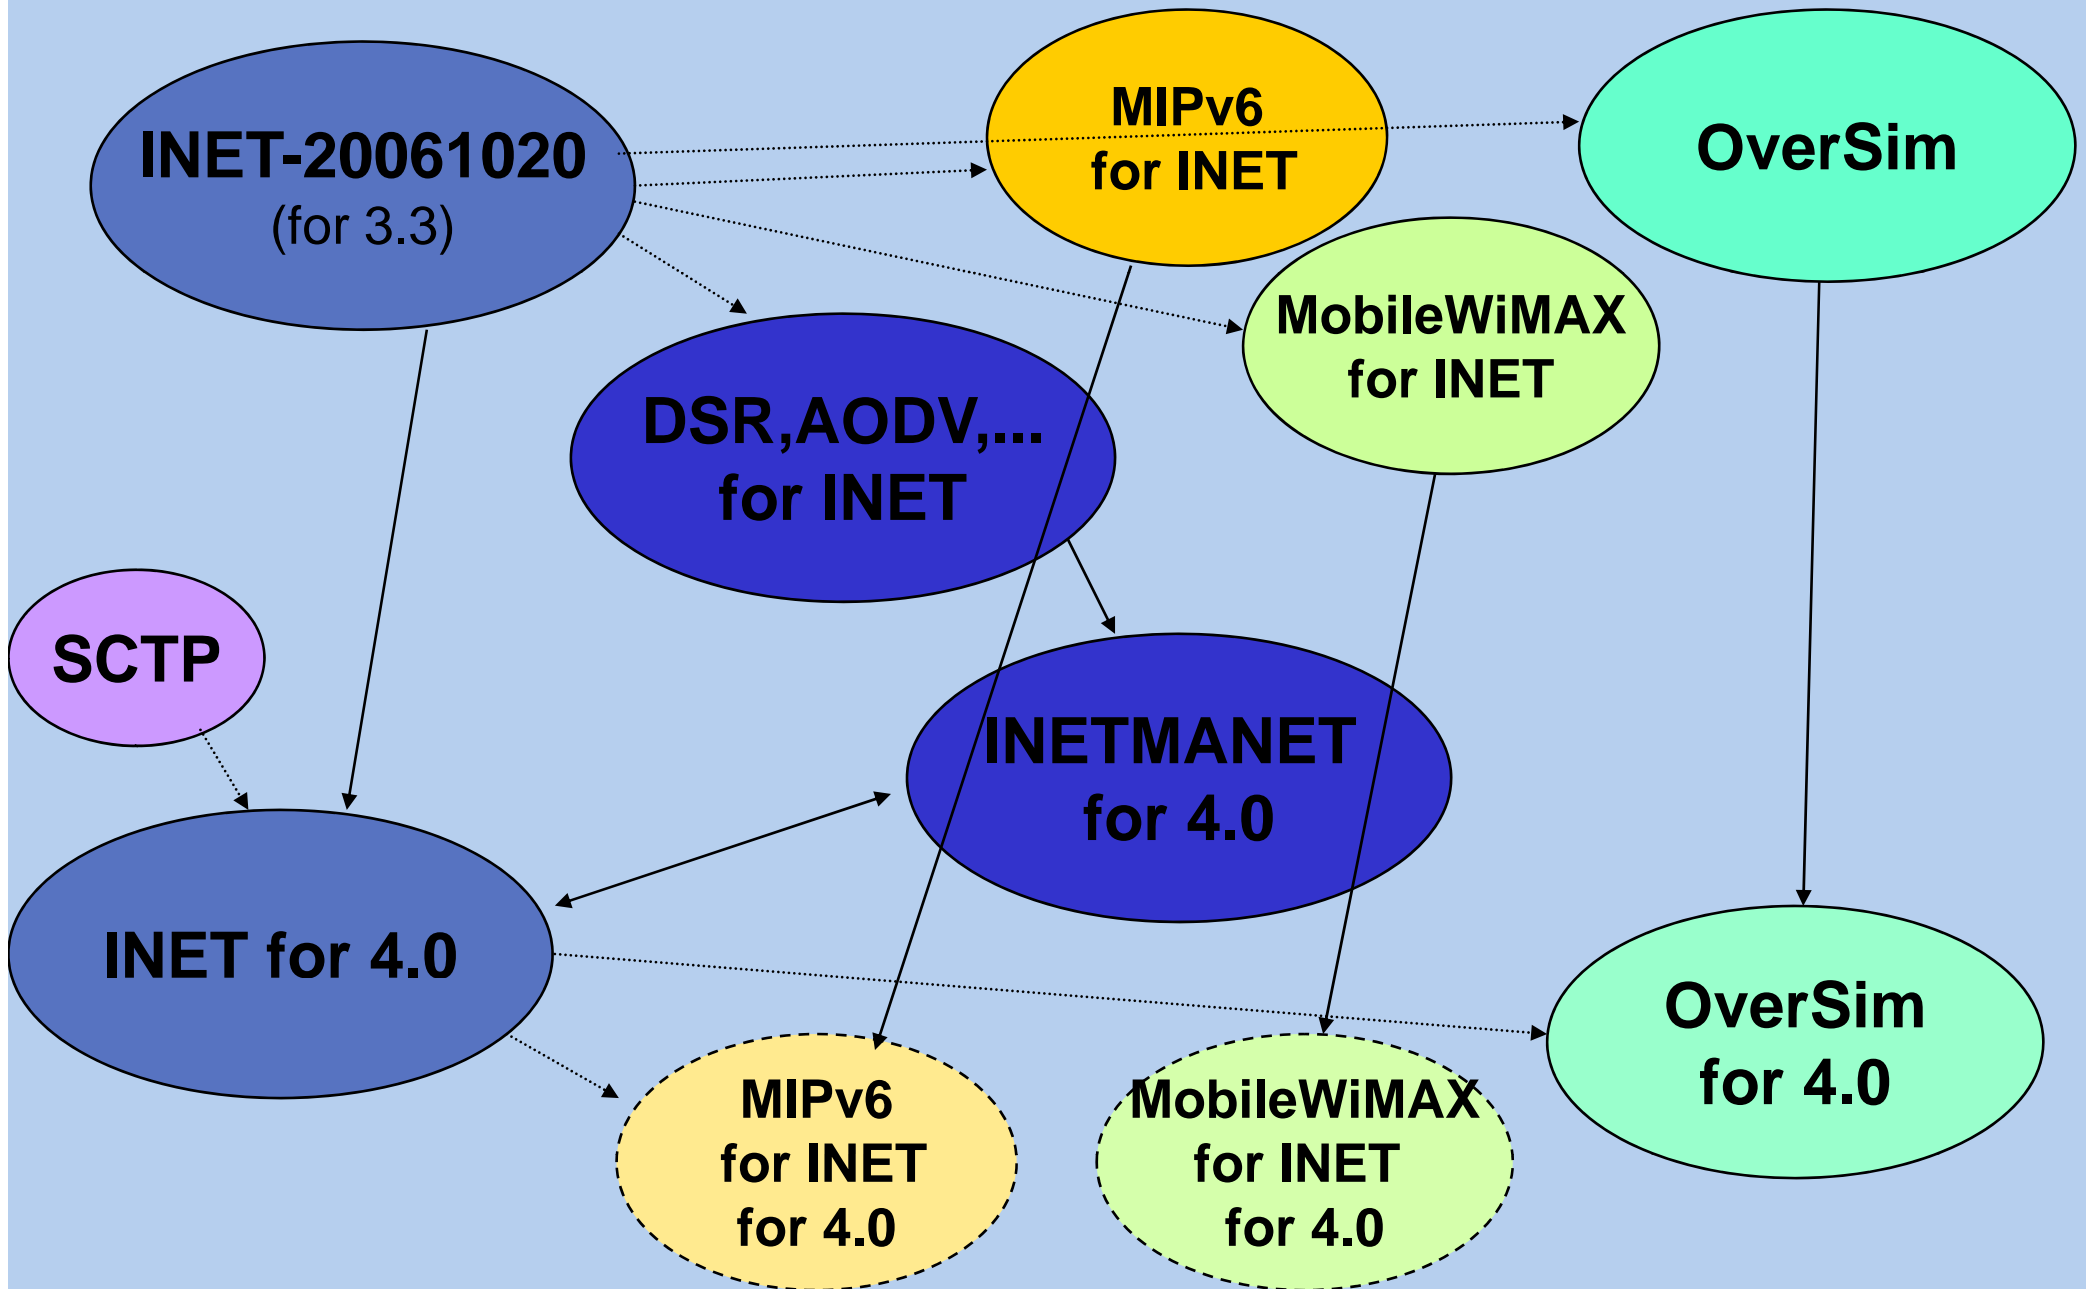 INET-20061020
(for 3.3)
MIPv6
for INET
OverSim
MobileWiMAX
for INET
DSR,AODV,...
for INET
SCTP
INETMANET
for 4.0
INET for 4.0
OverSim
for 4.0
MIPv6
for INET
for 4.0
MobileWiMAX
for INET
for 4.0